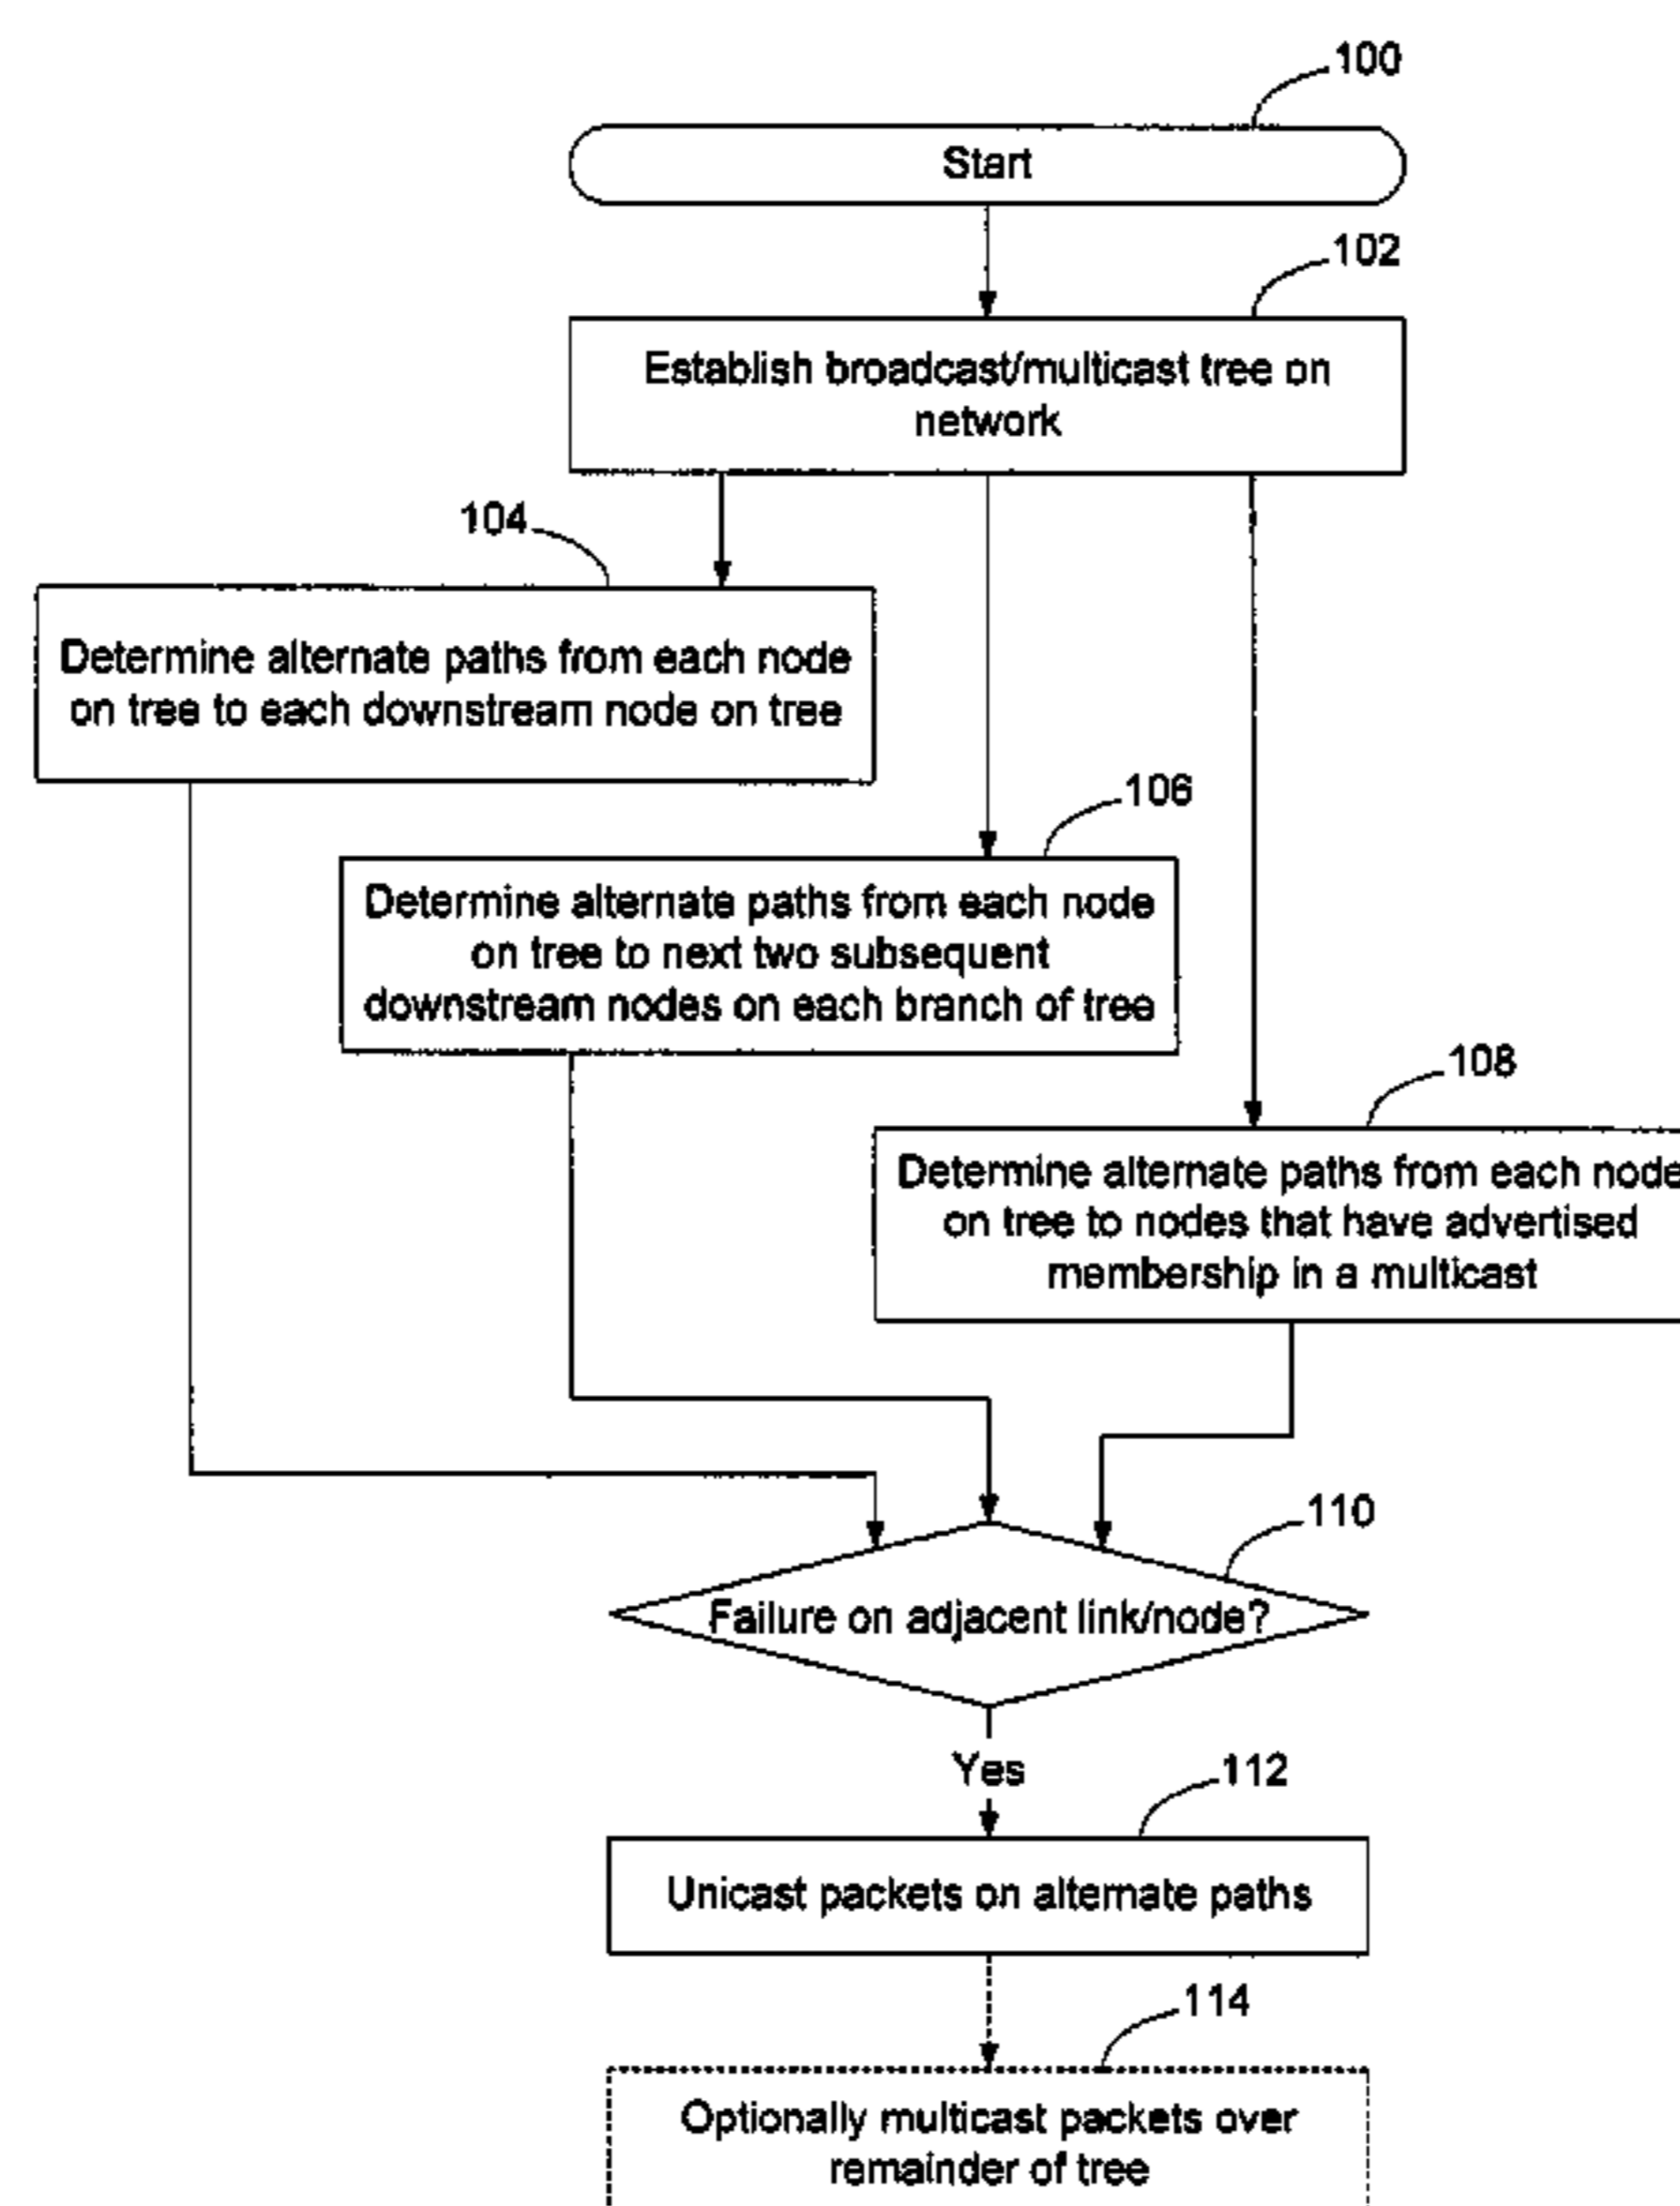 100
Start
102
Establish broadcast/multicast tree on
network
104
Determine alternate paths from each node
on tree to each downstream node on tree
106
Determine alternate paths from each node
on tree to next two subsequent
downstream nodes on each branch of tree
108
Determine alternate paths from each node
on tree to nodes that have advertised
membership in a multicast
110
Failure on adjacent link/node?
Yes
112
Unicast packets on alternate paths
114
Optionally multicast packets over
remainder of tree